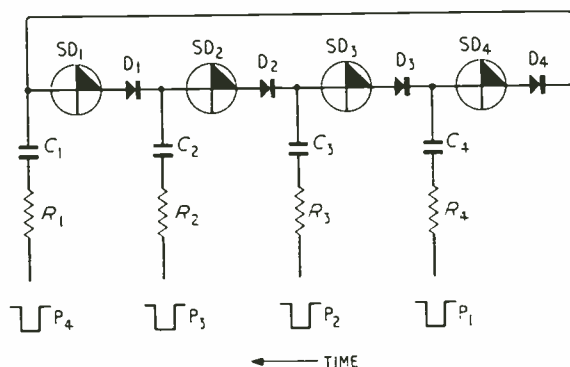 SD1 D1 SD2 D2 SD3 D3 SD4 D4
C1 C2 C3 C4
R1 R2 R3 R4
P4 P3 P2 P1
TIME